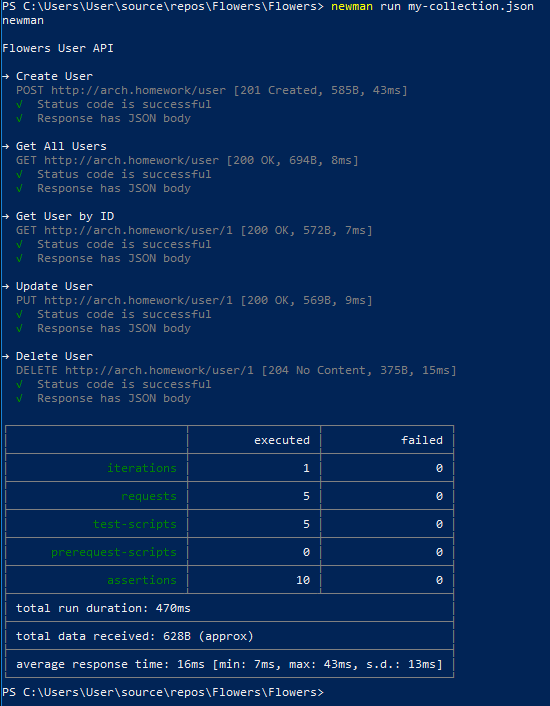 PS C:\Users\User\source\repos\Flowers\Flowers> newman run my-collection.json
newman
Flowers User API
→ Create User
POST http://arch.homework/user [201 Created, 585B, 43ms]
√ Status code is successful
√ Response has JSON body
→ Get All Users
GET http://arch.homework/user [200 OK, 694B, 8ms]
√ Status code is successful
√ Response has JSON body
→ Get User by ID
GET http://arch.homework/user/1 [200 OK, 572B, 7ms]
√ Status code is successful
√ Response has JSON body
→ Update User
PUT http://arch.homework/user/1 [200 OK, 569B, 9ms]
√ Status code is successful
√ Response has JSON body
→ Delete User
DELETE http://arch.homework/user/1 [204 No Content, 375B, 15ms]
√ Status code is successful
√ Response has JSON body
executed failed
iterations 1 0
requests 5 0
test-scripts 5 0
prerequest-scripts 0 0
assertions 10 0
total run duration: 470ms
total data received: 628B (approx)
average response time: 16ms [min: 7ms, max: 43ms, s.d.: 13ms]
PS C:\Users\User\source\repos\Flowers\Flowers>